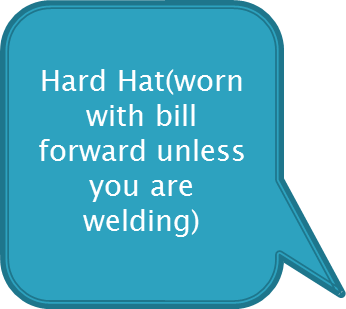 Hard Hat(worn
with bill
forward unless
you are
welding)